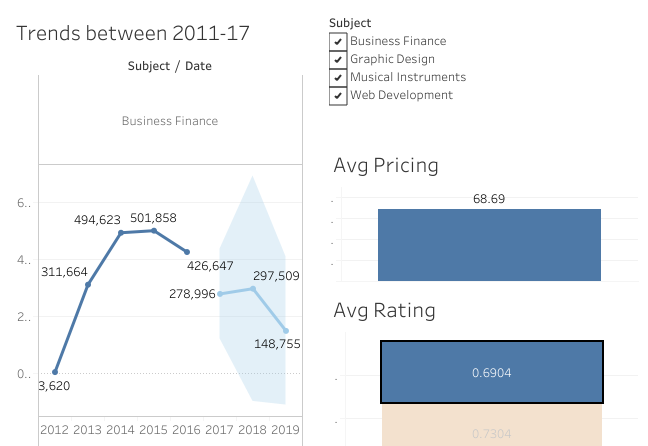 Trends between 2011-17
Subject / Date
Business Finance
6..
4..
2..
0..
494,623
501,858
311,664
426,647
278,996
297,509
148,755
3,620
2012 2013 2014 2015 2016 2017 2018 2019
Subject
Business Finance
Graphic Design
Musical Instruments
Web Development
Avg Pricing
68.69
Avg Rating
0.6904
0.7304